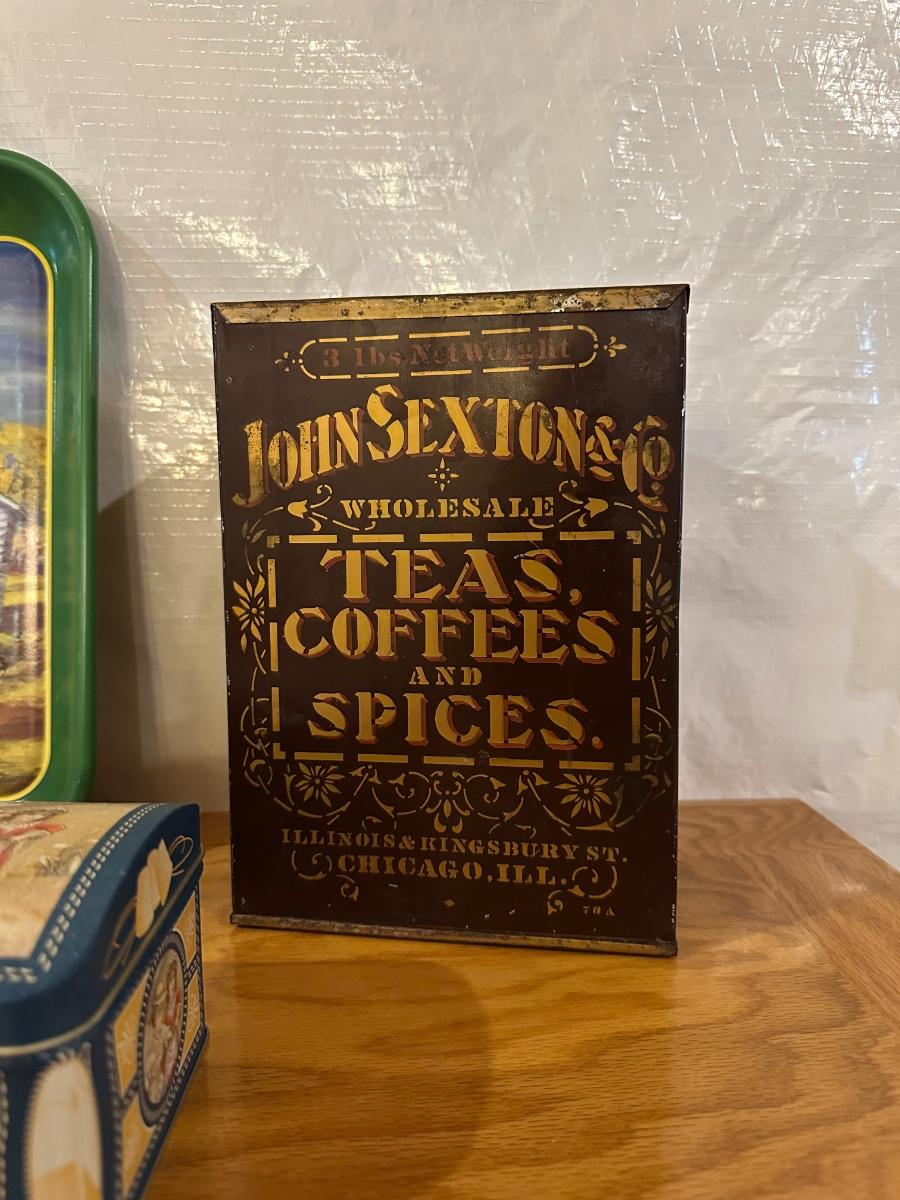 3 lbs Net Weight
JOHN SEXTON & CO.
WHOLESALE
TEAS,
COFFEES
AND
SPICES.
ILLINOIS & KINGSBURY ST.
CHICAGO, ILL.
70A